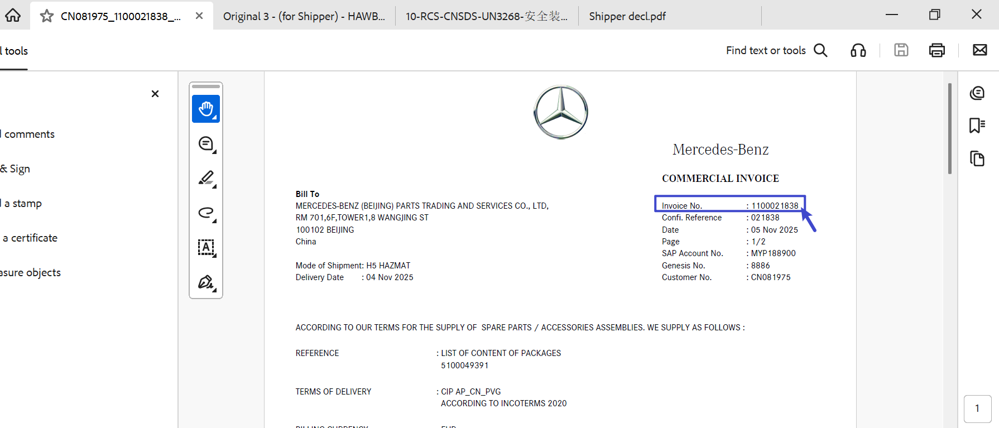 CN081975_1100021838_...
Original 3 - (for Shipper) - HAWB...
10-RCS-CNSDS-UN3268-安全装...
Shipper decl.pdf
l tools
Find text or tools
comments
& Sign
a stamp
a certificate
asure objects
Mercedes-Benz
COMMERCIAL INVOICE
Bill To
MERCEDES-BENZ (BEIJING) PARTS TRADING AND SERVICES CO., LTD,
RM 701,6F,TOWER1,8 WANGJING ST
100102 BEIJING
China
Mode of Shipment: H5 HAZMAT
Delivery Date : 04 Nov 2025
Invoice No. : 1100021838
Confi. Reference : 021838
Date : 05 Nov 2025
Page : 1/2
SAP Account No. : MYP188900
Genesis No. : 8886
Customer No. : CN081975
ACCORDING TO OUR TERMS FOR THE SUPPLY OF SPARE PARTS / ACCESSORIES ASSEMBLIES. WE SUPPLY AS FOLLOWS :
REFERENCE : LIST OF CONTENT OF PACKAGES
5100049391
TERMS OF DELIVERY : CIP AP_CN_PVG
ACCORDING TO INCOTERMS 2020
1